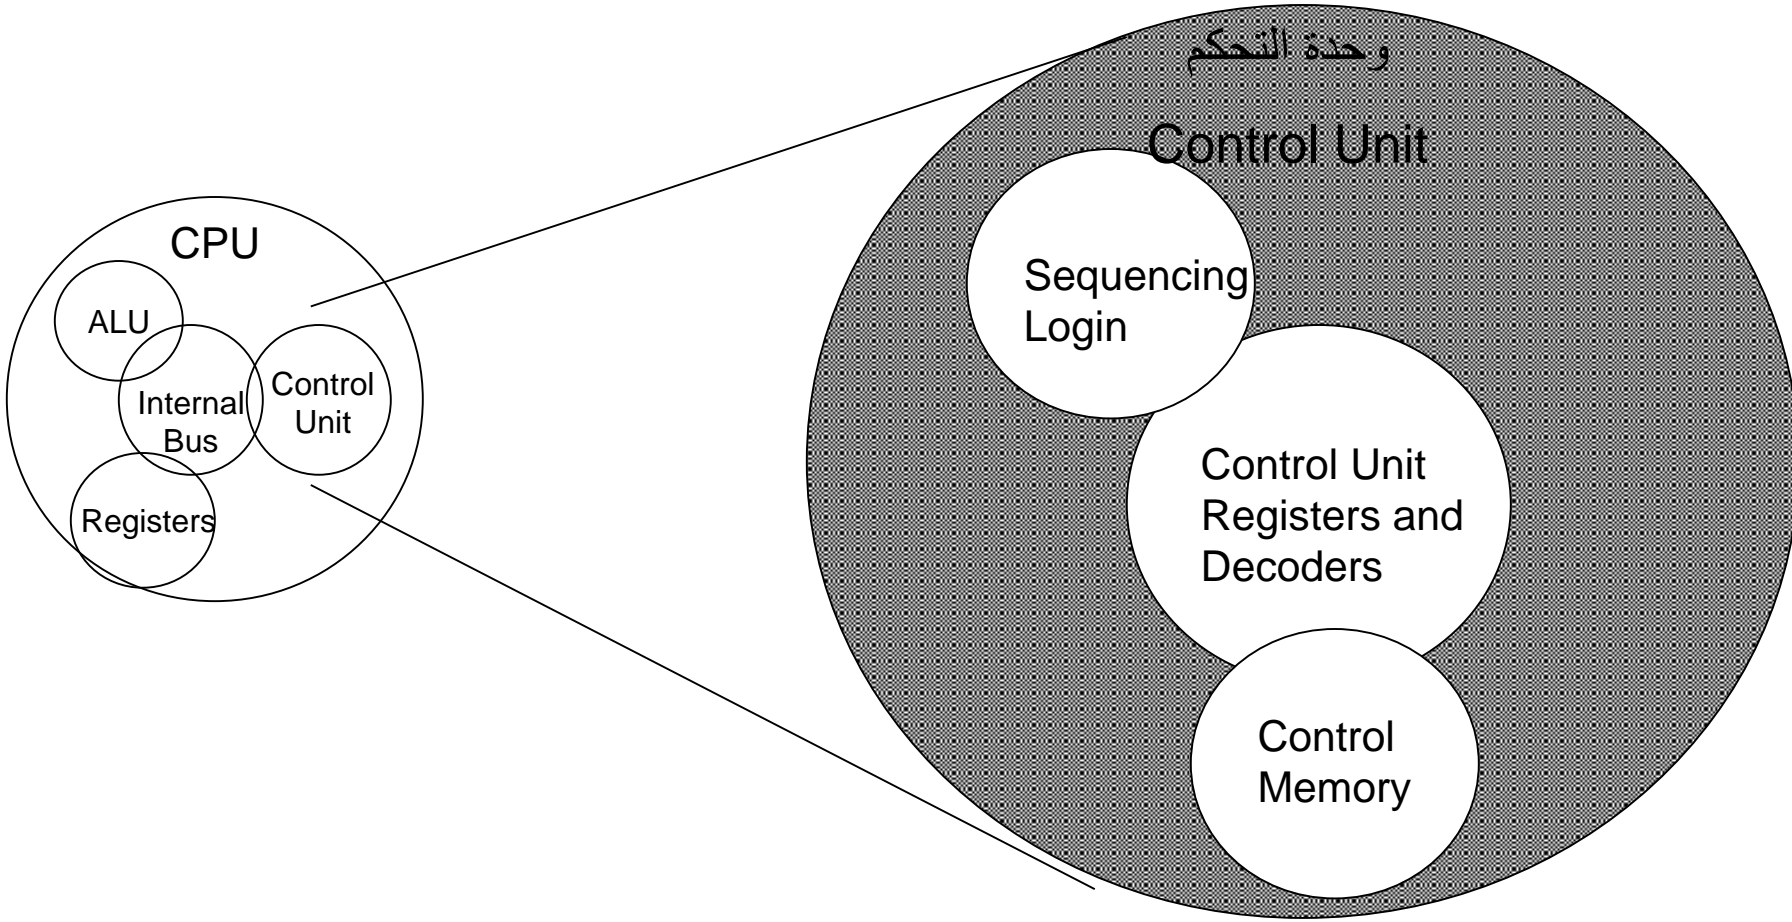 وحدة التحكم
Control Unit
CPU
ALU
Internal
Bus
Control
Unit
Registers
Sequencing
Login
Control Unit
Registers and
Decoders
Control
Memory